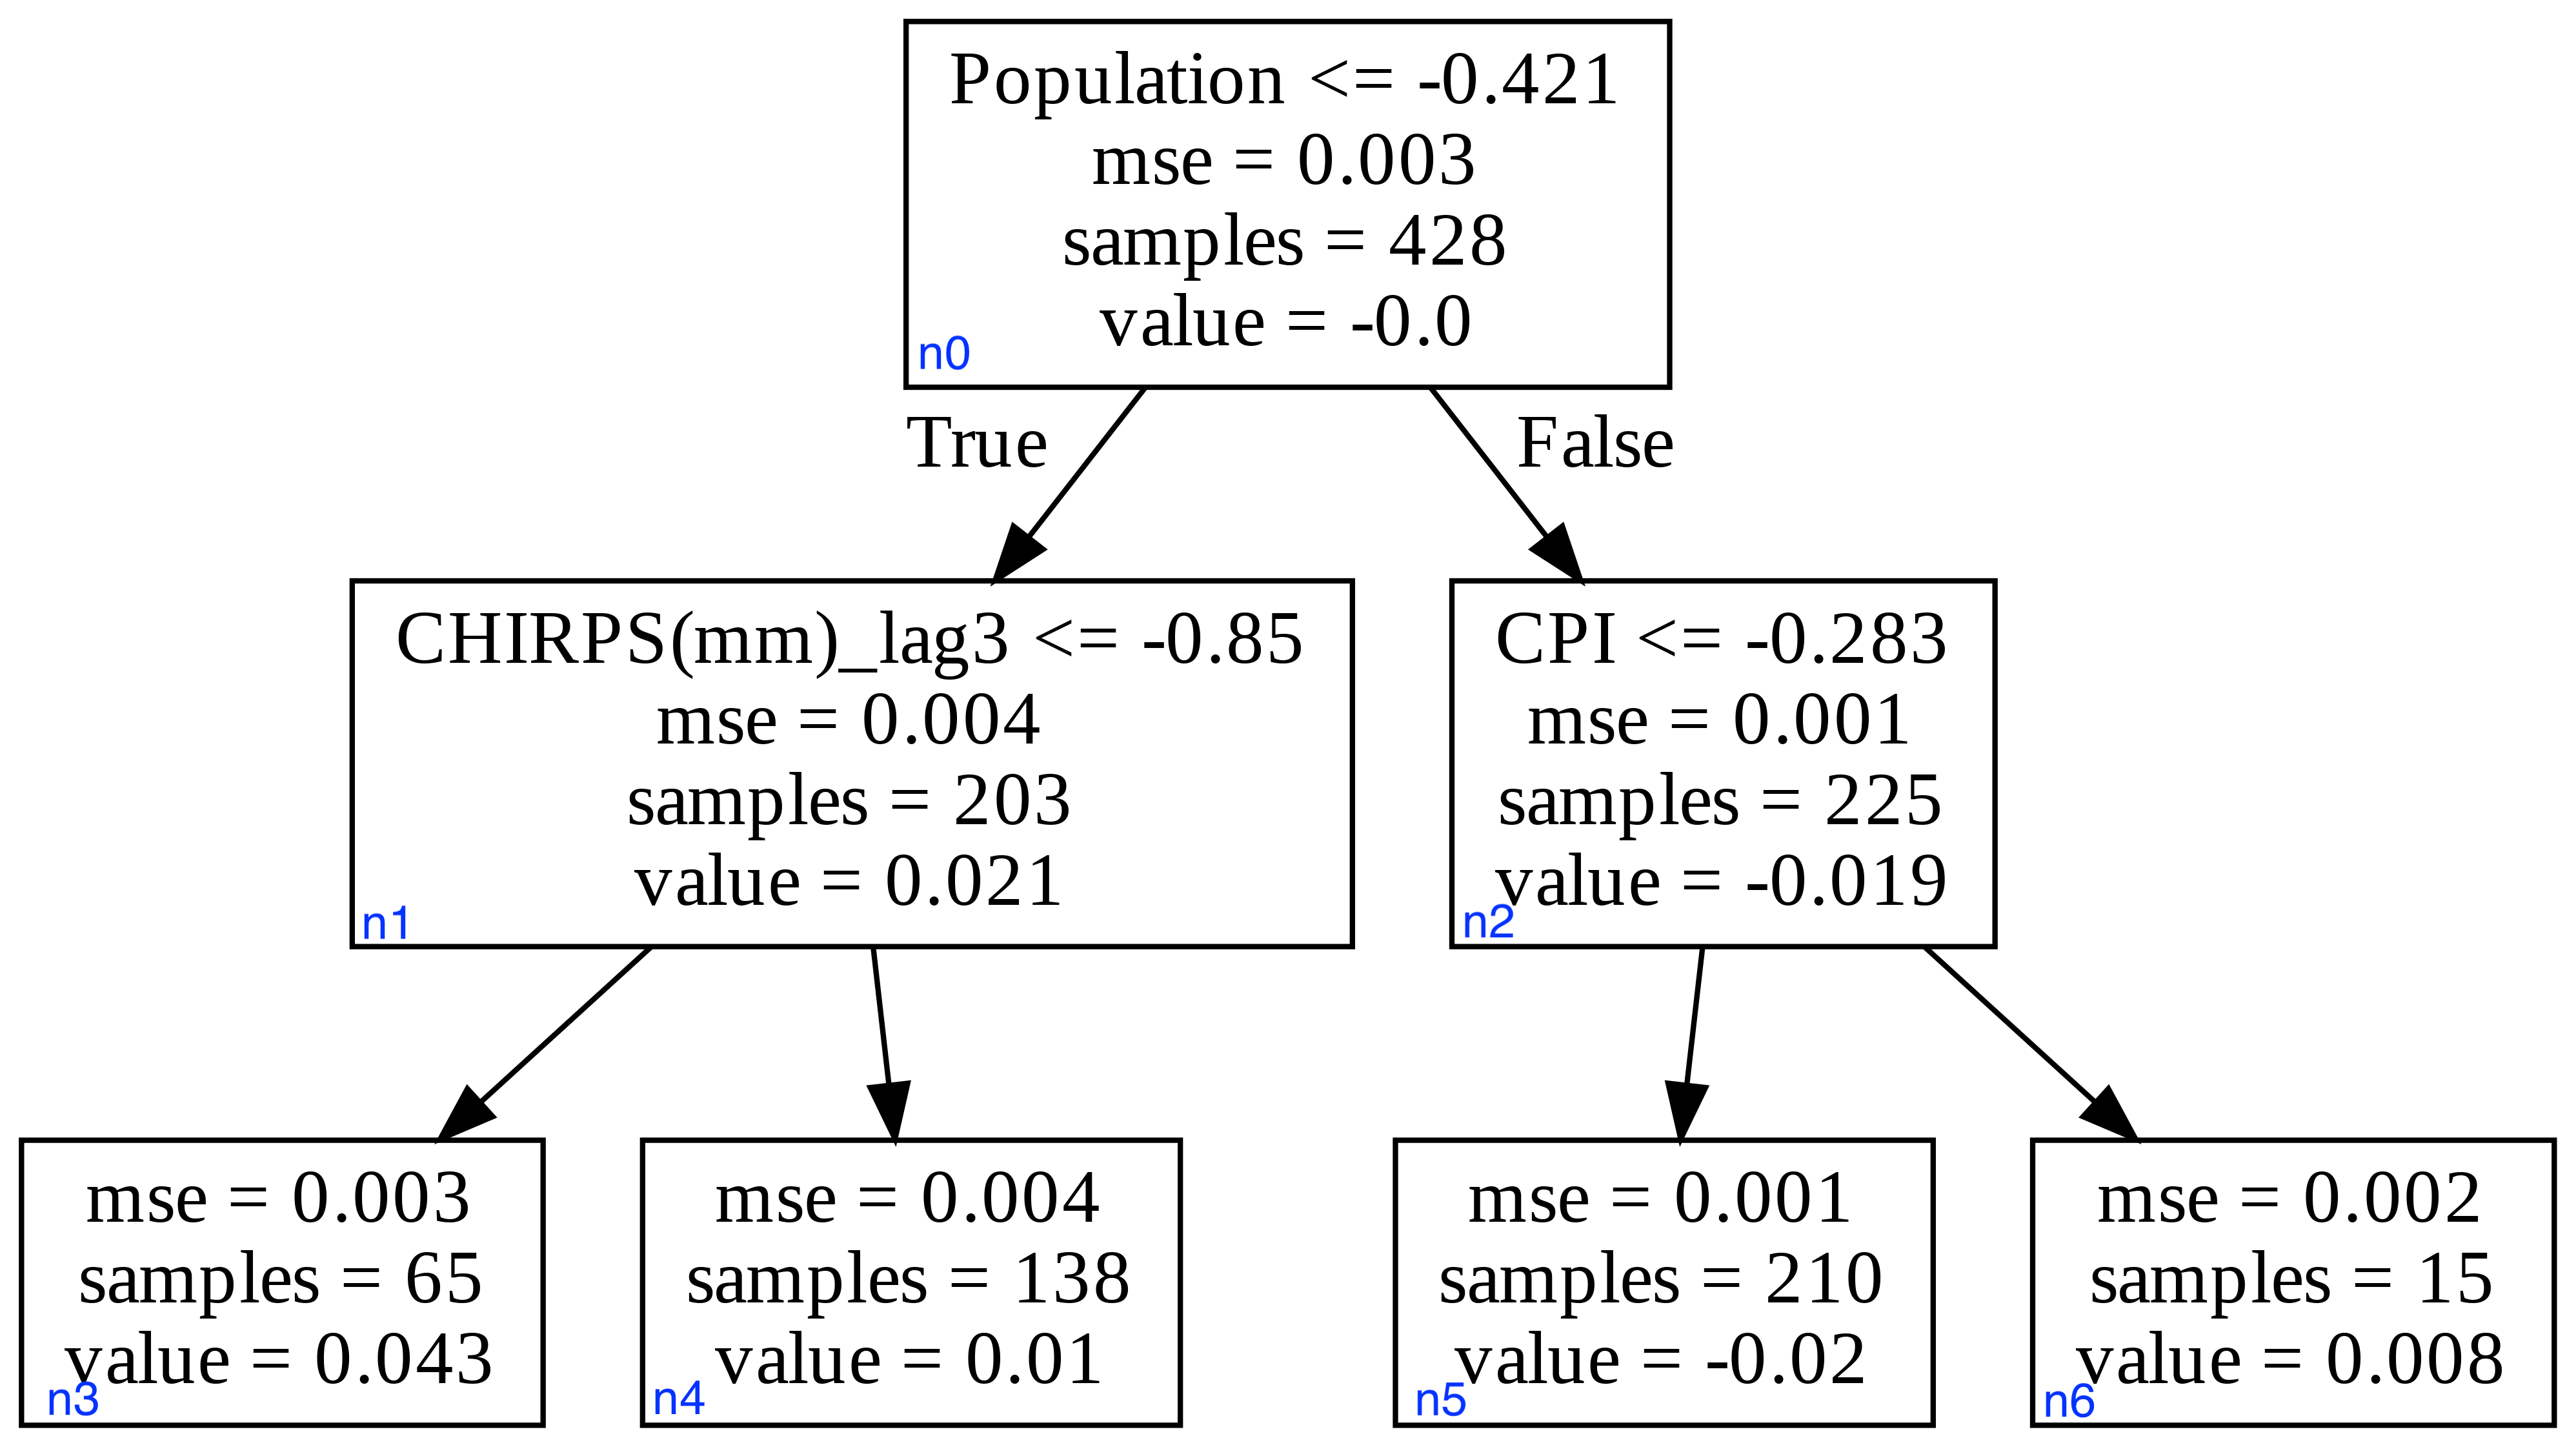 Population <= -0.421
mse = 0.003
samples = 428
value = -0.0
n0
True
False
CHIRPS(mm)_lag3 <= -0.85
mse = 0.004
samples = 203
value = 0.021
n1
CPI <= -0.283
mse = 0.001
samples = 225
value = -0.019
n2
mse = 0.003
samples = 65
value = 0.043
n3
mse = 0.004
samples = 138
value = 0.01
n4
mse = 0.001
samples = 210
value = -0.02
n5
mse = 0.002
samples = 15
value = 0.008
n6